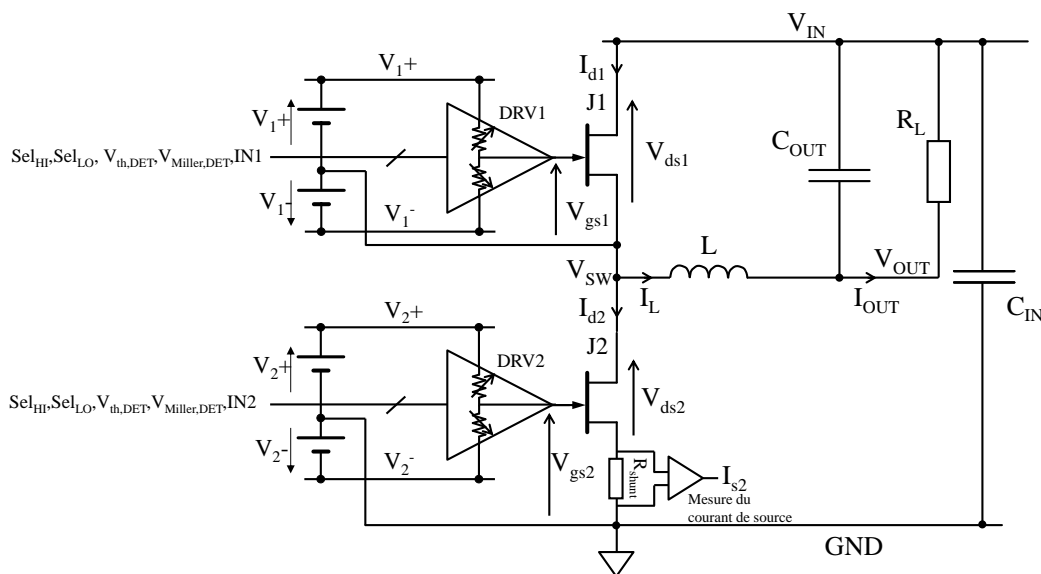 V_IN
I_d1
V_1+
DRV1
J1
V_1+
R_L
C_OUT
Sel_HI,Sel_LO, V_th,DET,V_Miller,DET,IN1
V_ds1
V_1-
V_1-
V_gs1
L
V_SW
V_OUT
I_L
I_OUT
C_IN
I_d2
V_2+
J2
DRV2
V_2+
V_ds2
Sel_HI,Sel_LO,V_th,DET,V_Miller,DET,IN2
V_2-
V_2-
V_gs2
R_shunt
I_s2
Mesure du
courant de source
GND